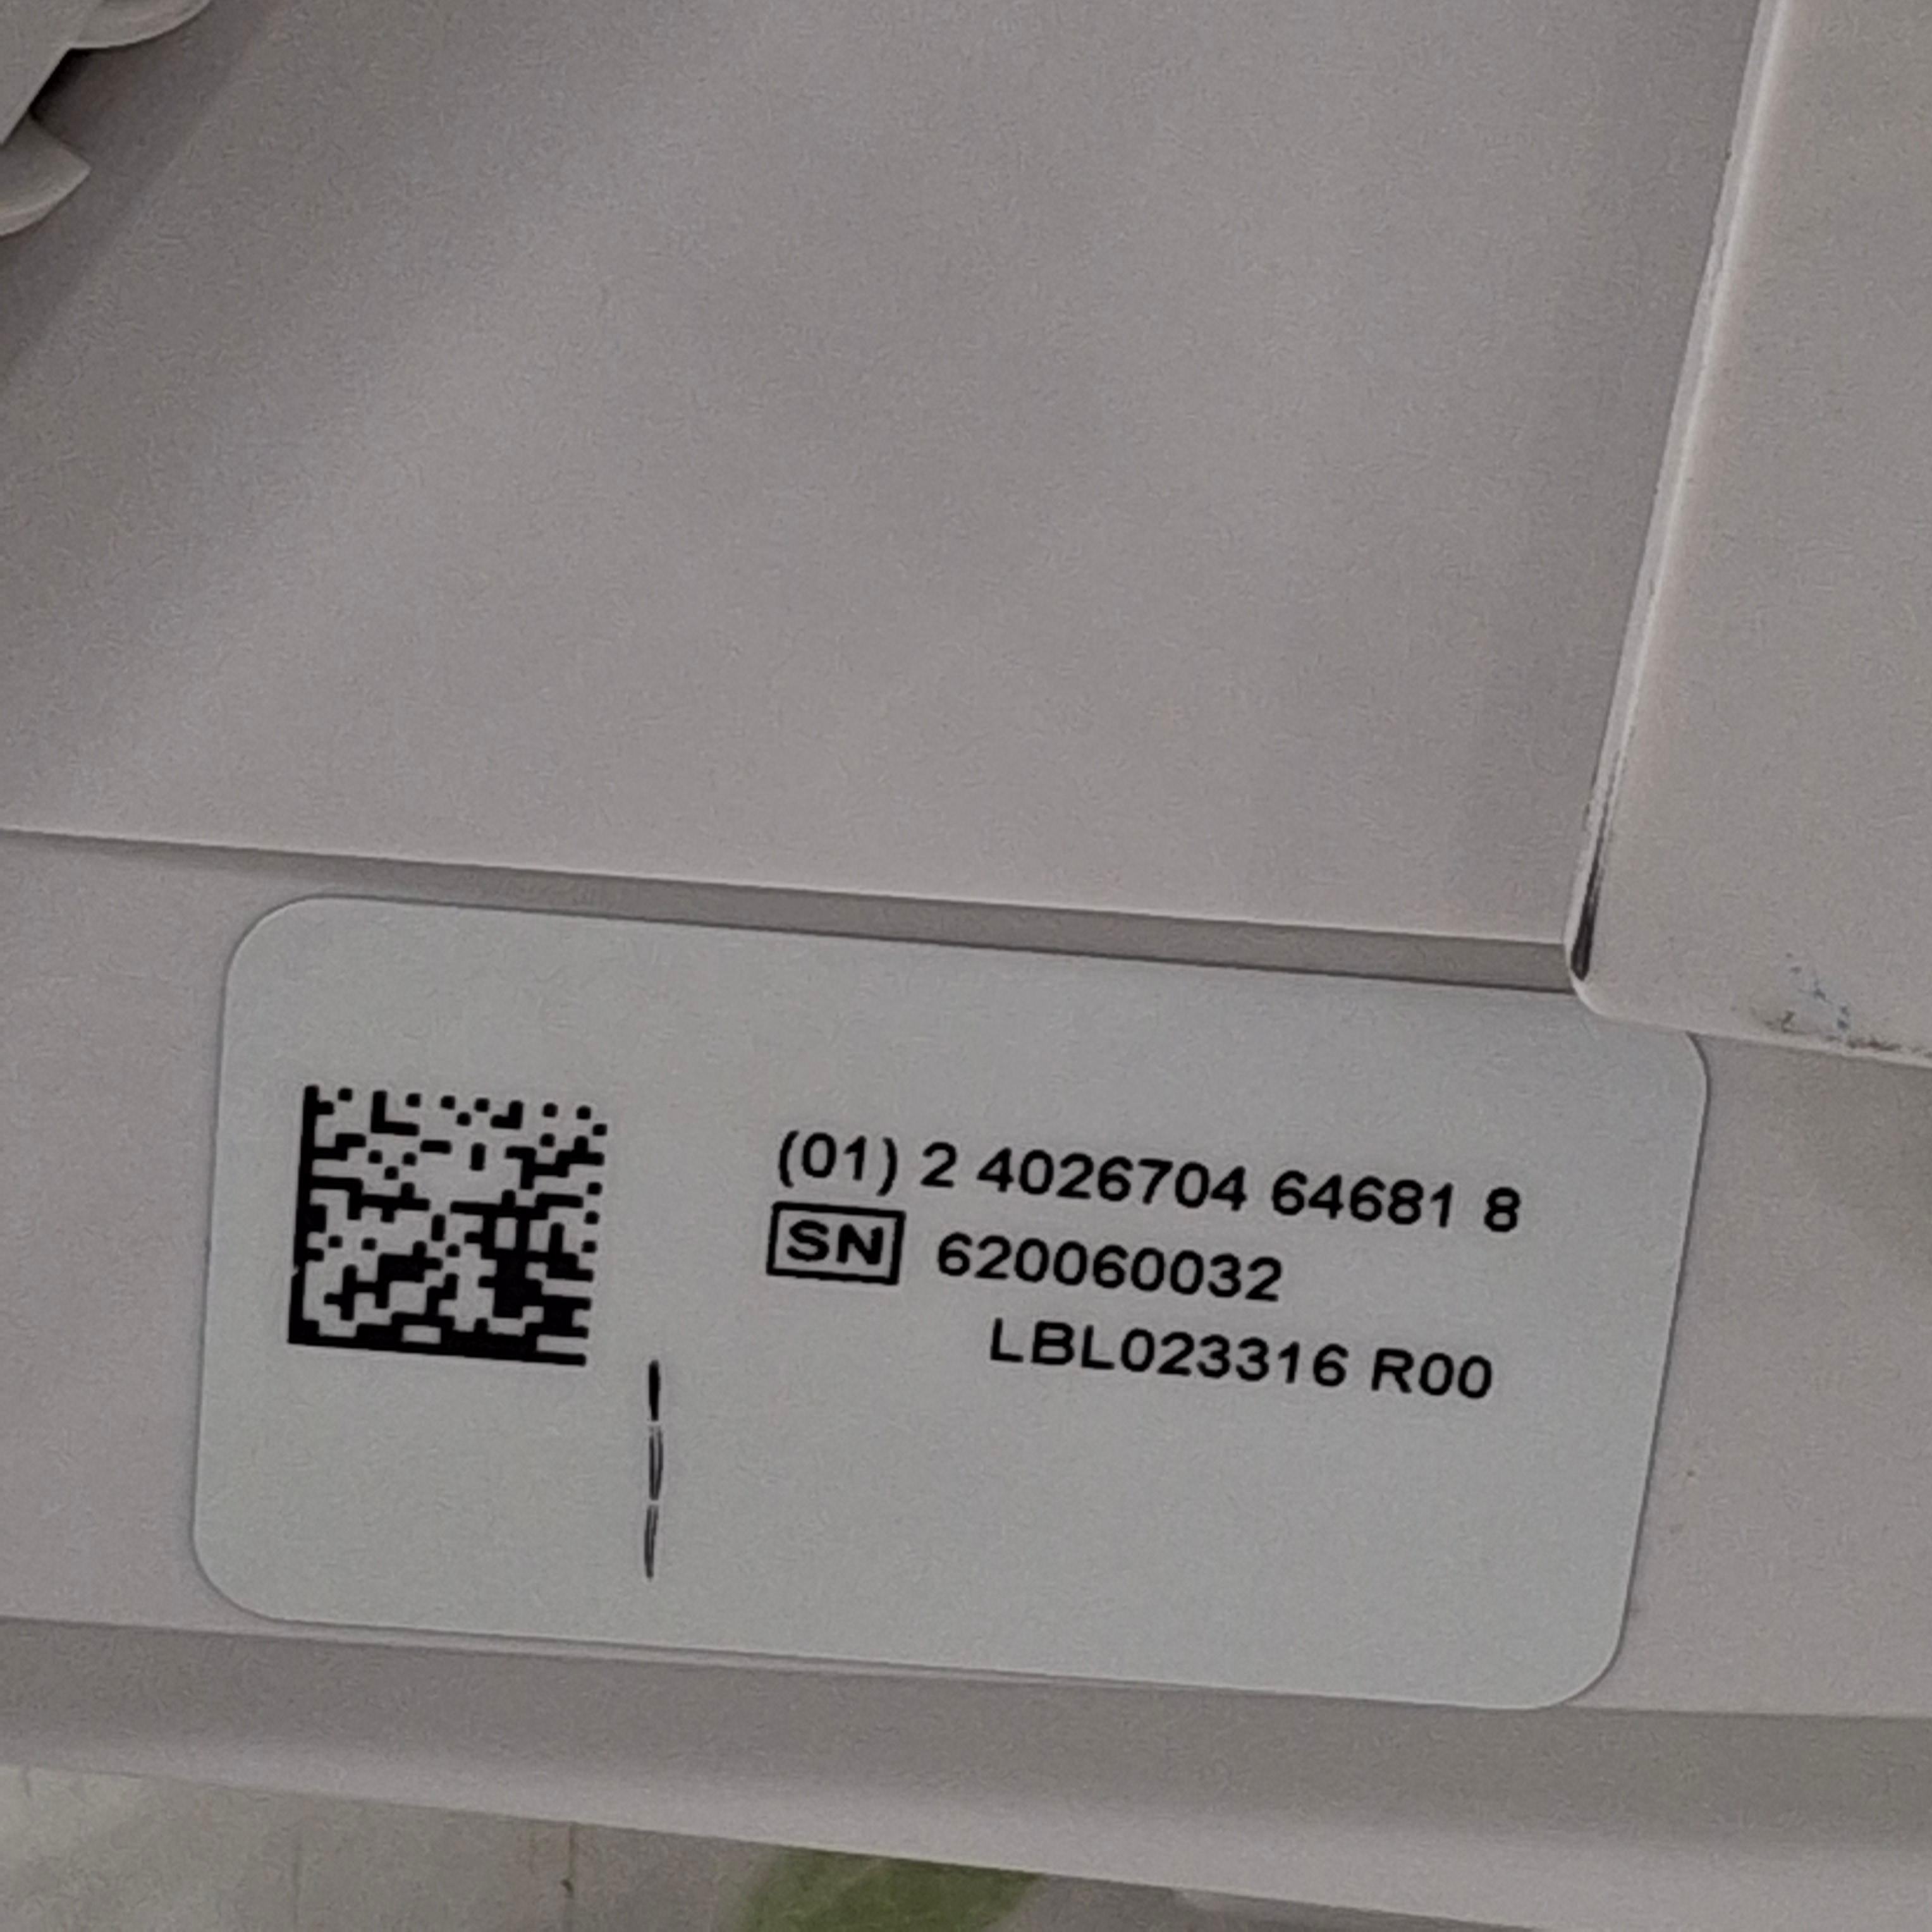 (01) 2 4026704 64681 8
SN 620060032
LBL023316 R00